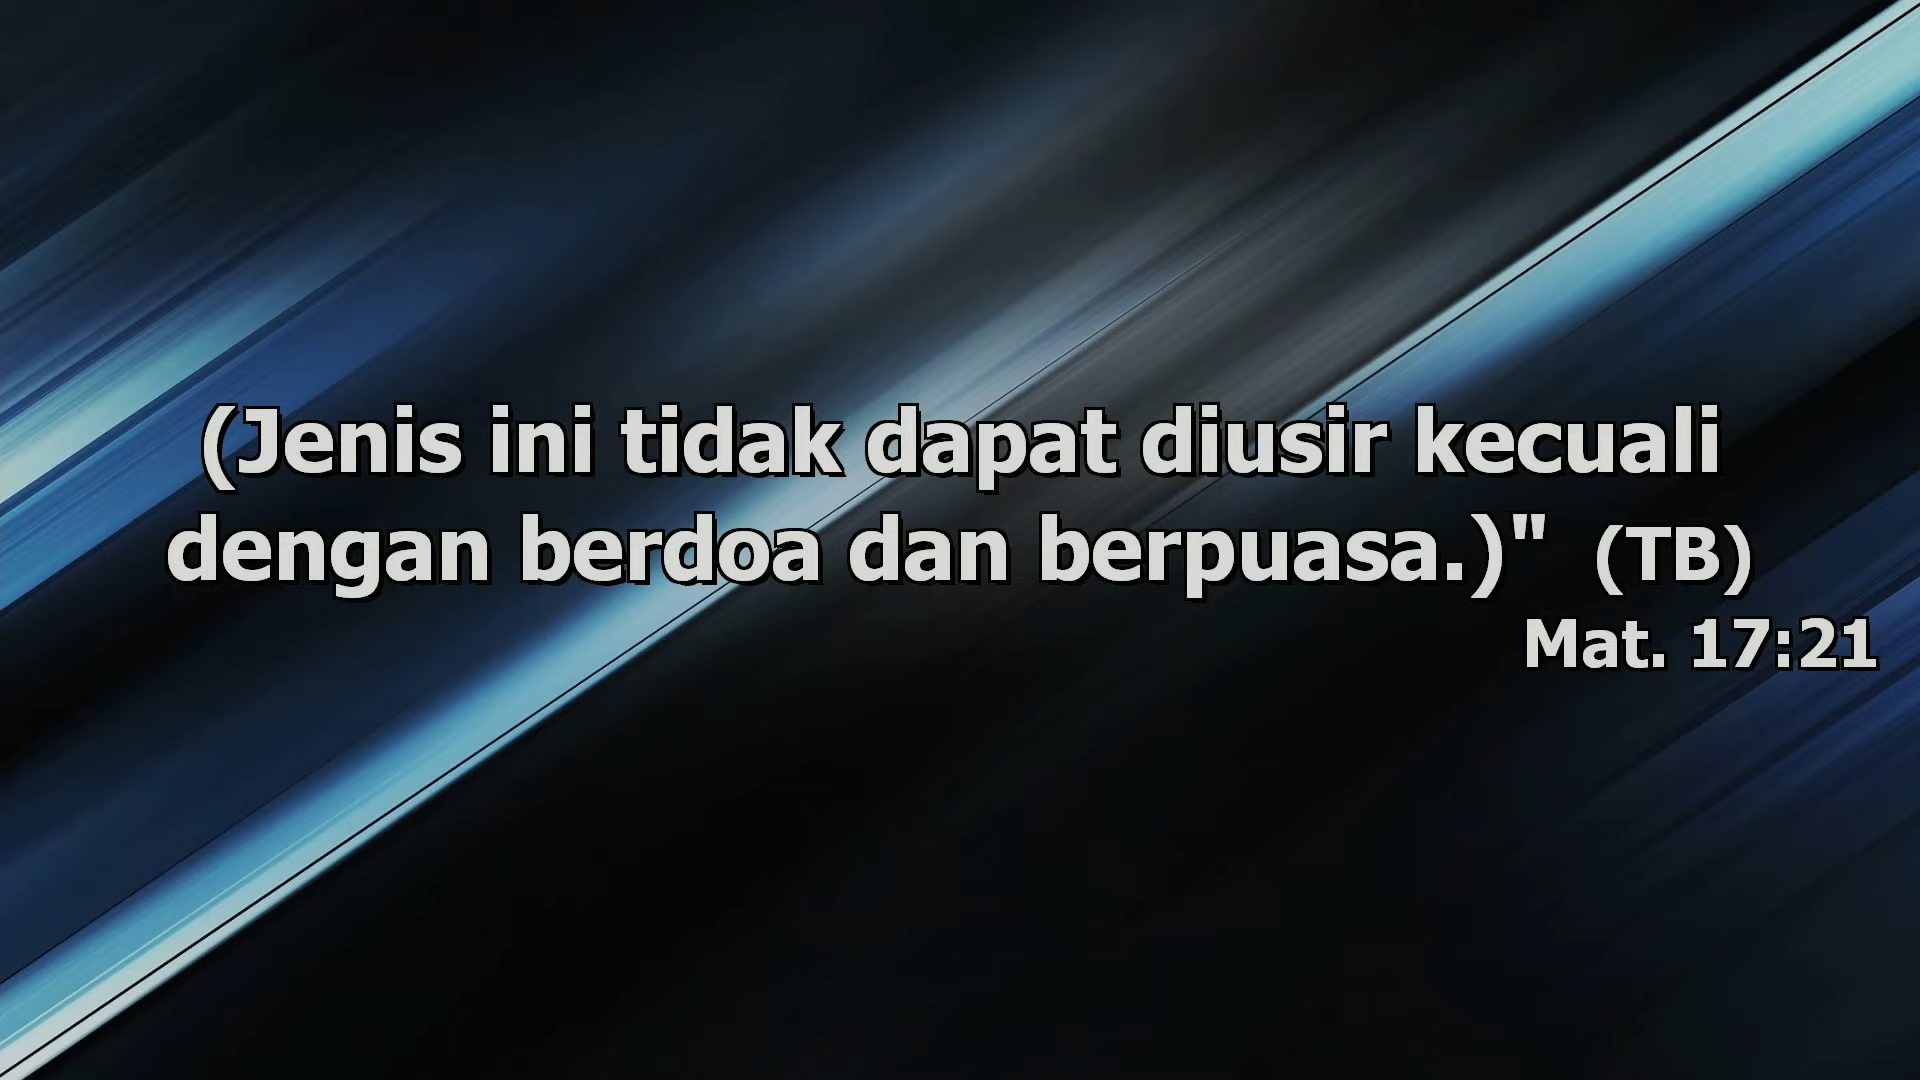 (Jenis ini tidak dapat diusir kecuali
dengan berdoa dan berpuasa.)" (TB)
Mat. 17:21